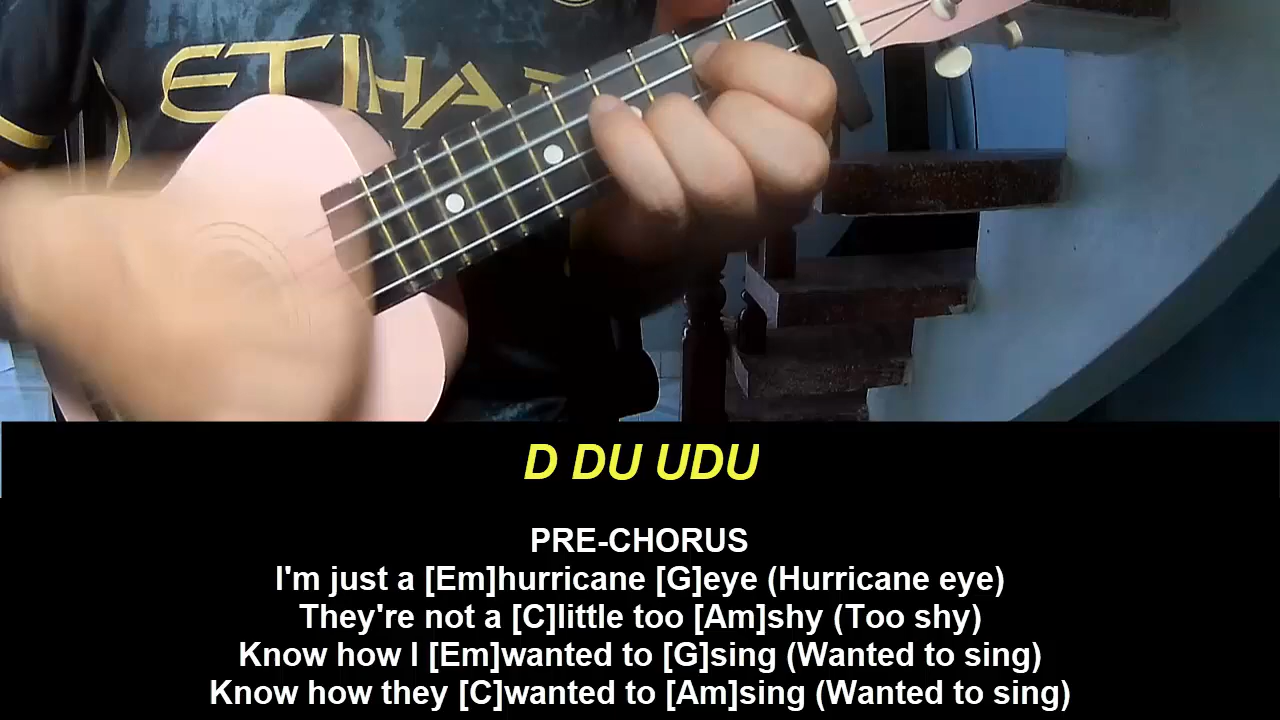 ETIHAD
D DU UDU
PRE-CHORUS
I'm just a [Em]hurricane [G]eye (Hurricane eye)
They're not a [C]little too [Am]shy (Too shy)
Know how I [Em]wanted to [G]sing (Wanted to sing)
Know how they [C]wanted to [Am]sing (Wanted to sing)